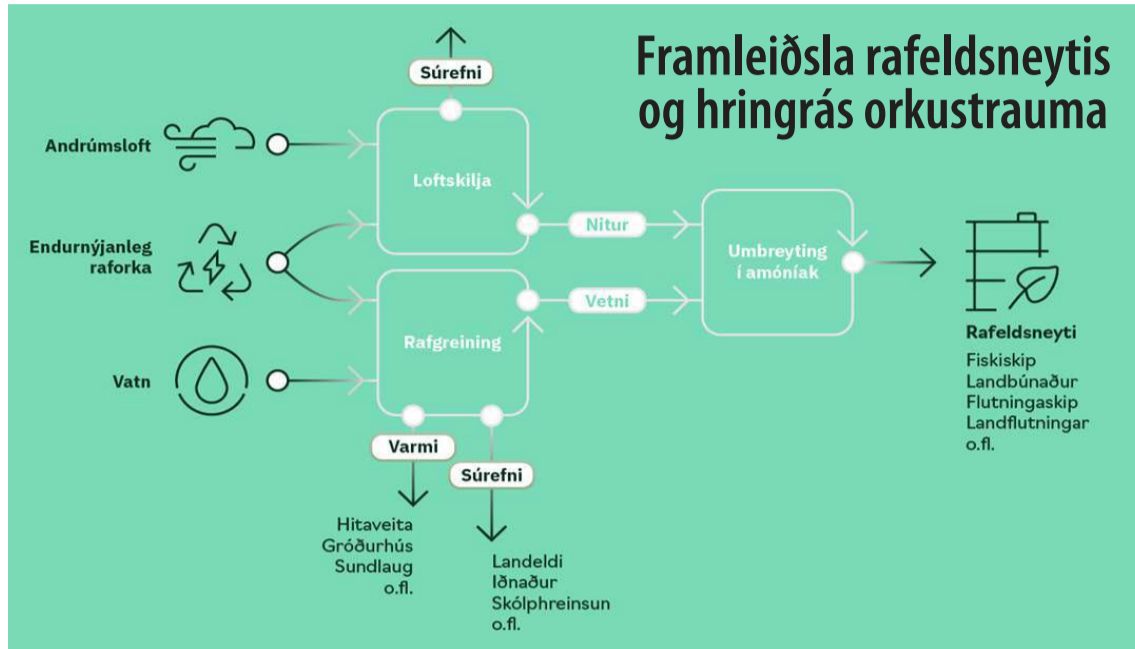 Framleiðsla rafeldsneytis
og hringrás orkustrauma
Súrefni
Andrúmsloft
Loftskilja
Endurnýjanleg
raforka
Nitur
Vetni
Umbreyting
í amóníak
Rafgreining
Vatn
Varmi
Súrefni
Hitaveita
Gróðurhús
Sundlaug
o.fl.
Landeldi
Iðnaður
Skólphreinsun
o.fl.
Rafeldsneyti
Fiskiskip
Landbúnaður
Flutningaskip
Landflutningar
o.fl.